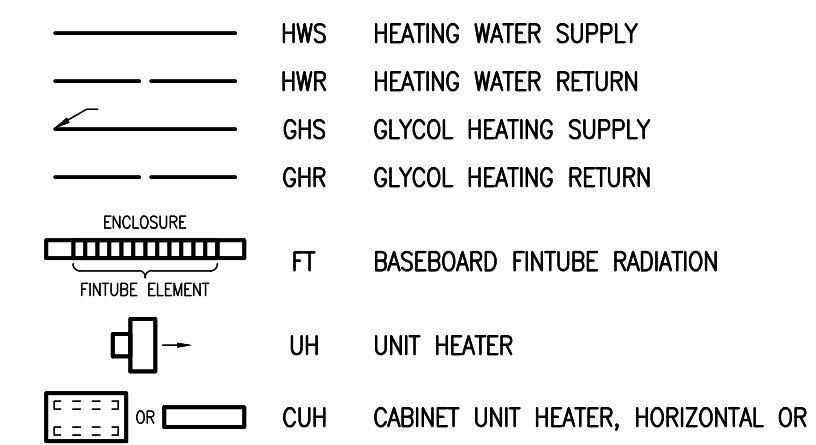 HWS HEATING WATER SUPPLY
HWR HEATING WATER RETURN
GHS GLYCOL HEATING SUPPLY
GHR GLYCOL HEATING RETURN
ENCLOSURE
FT BASEBOARD FINTUBE RADIATION
FINTUBE ELEMENT
UH UNIT HEATER
OR CUH CABINET UNIT HEATER, HORIZONTAL OR